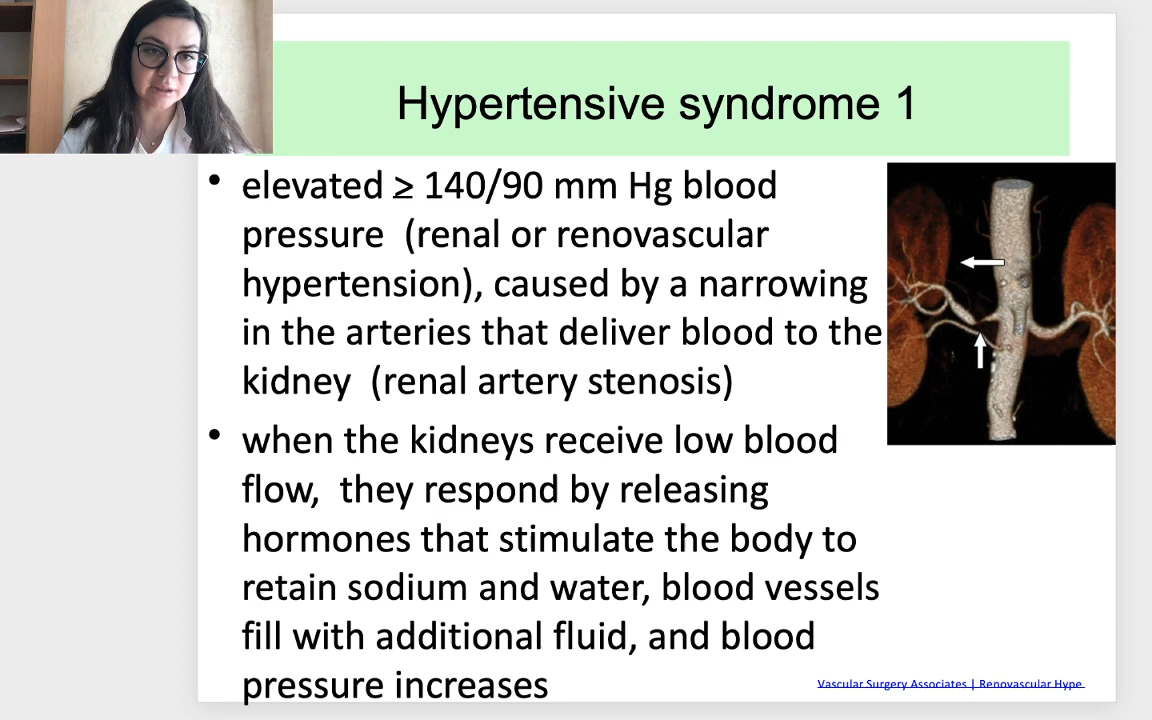 Hypertensive syndrome 1
• elevated ≥ 140/90 mm Hg blood
pressure  (renal or renovascular
hypertension), caused by a narrowing
in the arteries that deliver blood to the
kidney  (renal artery stenosis)
• when the kidneys receive low blood
flow,  they respond by releasing
hormones that stimulate the body to
retain sodium and water, blood vessels
fill with additional fluid, and blood
pressure increases
Vascular Surgery Associates | Renovascular Hype